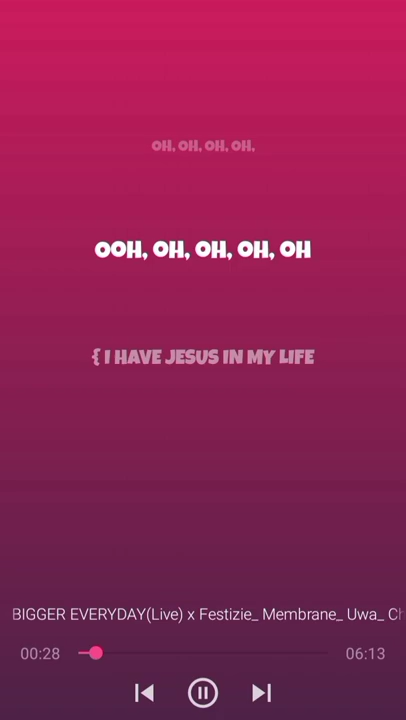 OH, OH, OH, OH,
OOH, OH, OH, OH, OH
{ I HAVE JESUS IN MY LIFE
BIGGER EVERYDAY(Live) x Festizie_ Membrane_ Uwa_ Ch
00:28 06:13